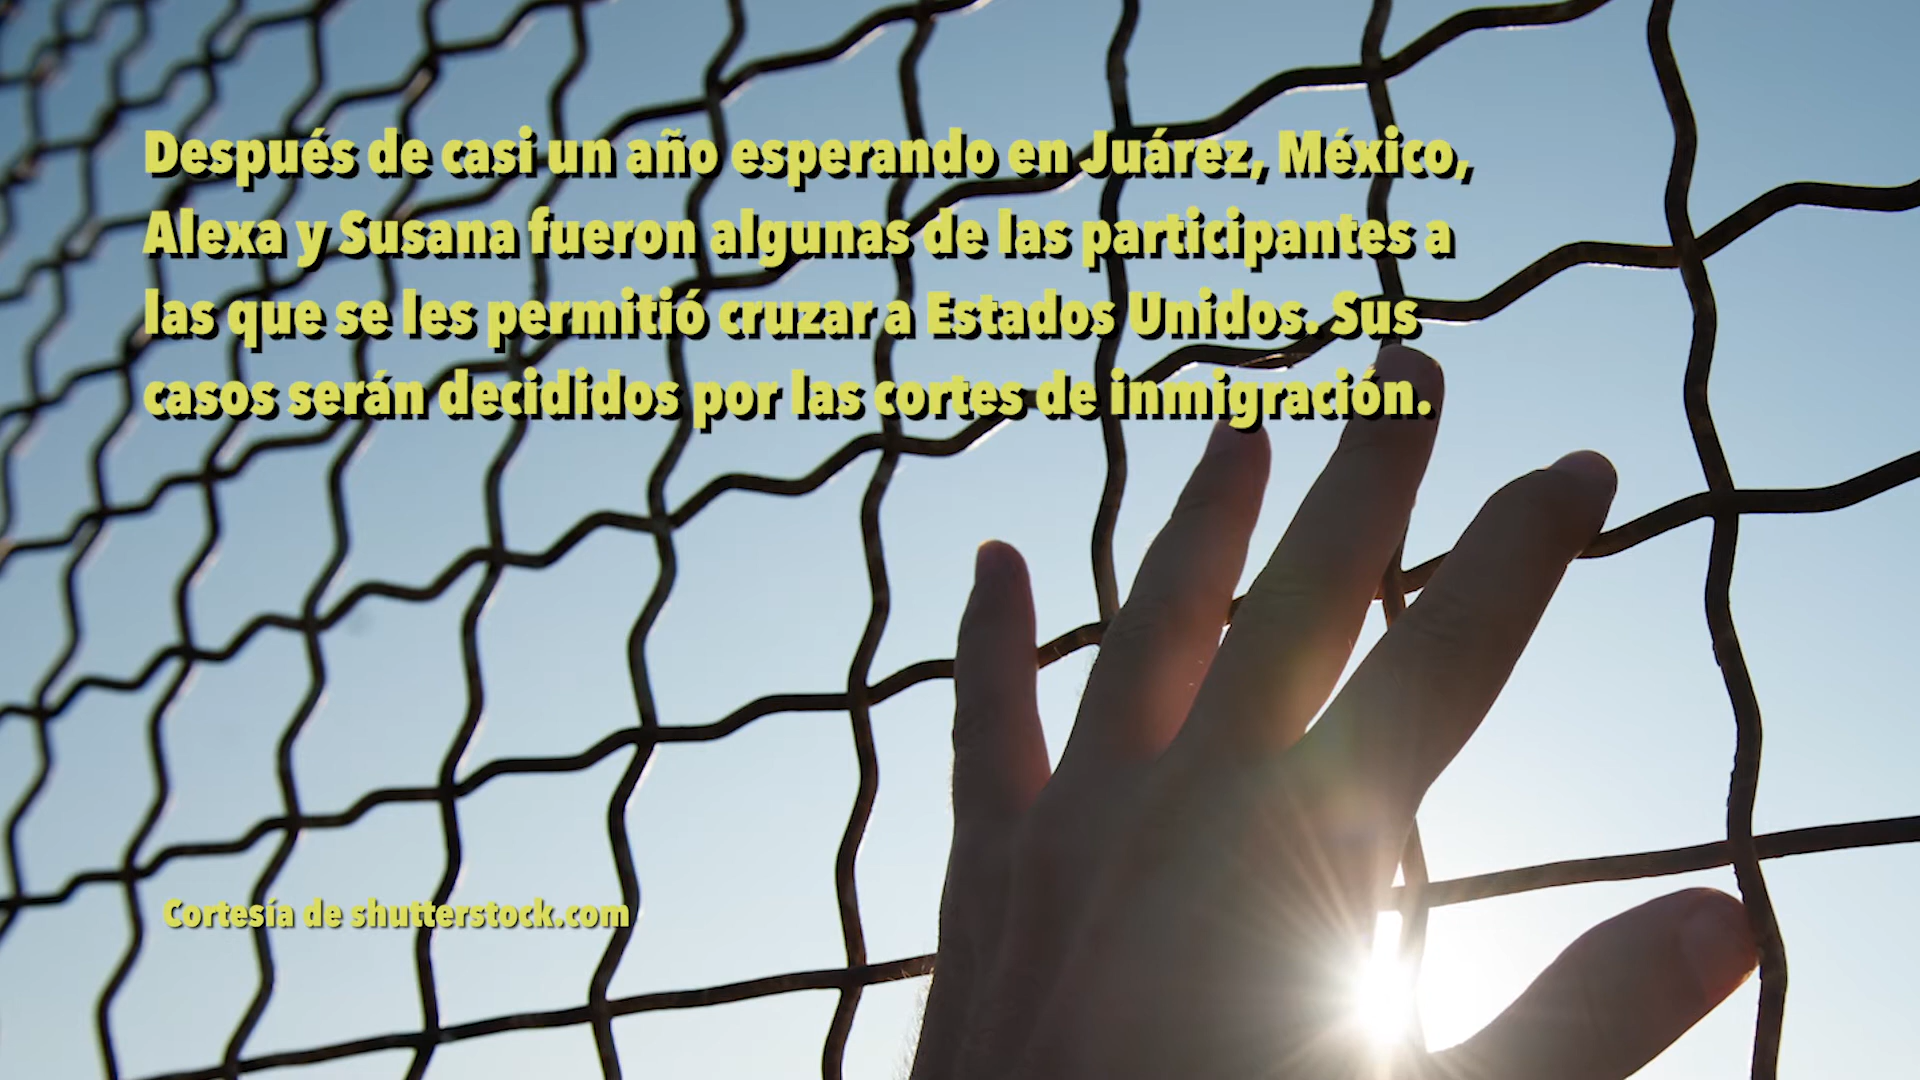 Después de casi un año esperando en Juárez, México,
Alexa y Susana fueron algunas de las participantes a
las que se les permitió cruzar a Estados Unidos. Sus
casos serán decididos por las cortes de inmigración.
Cortesía de shutterstock.com